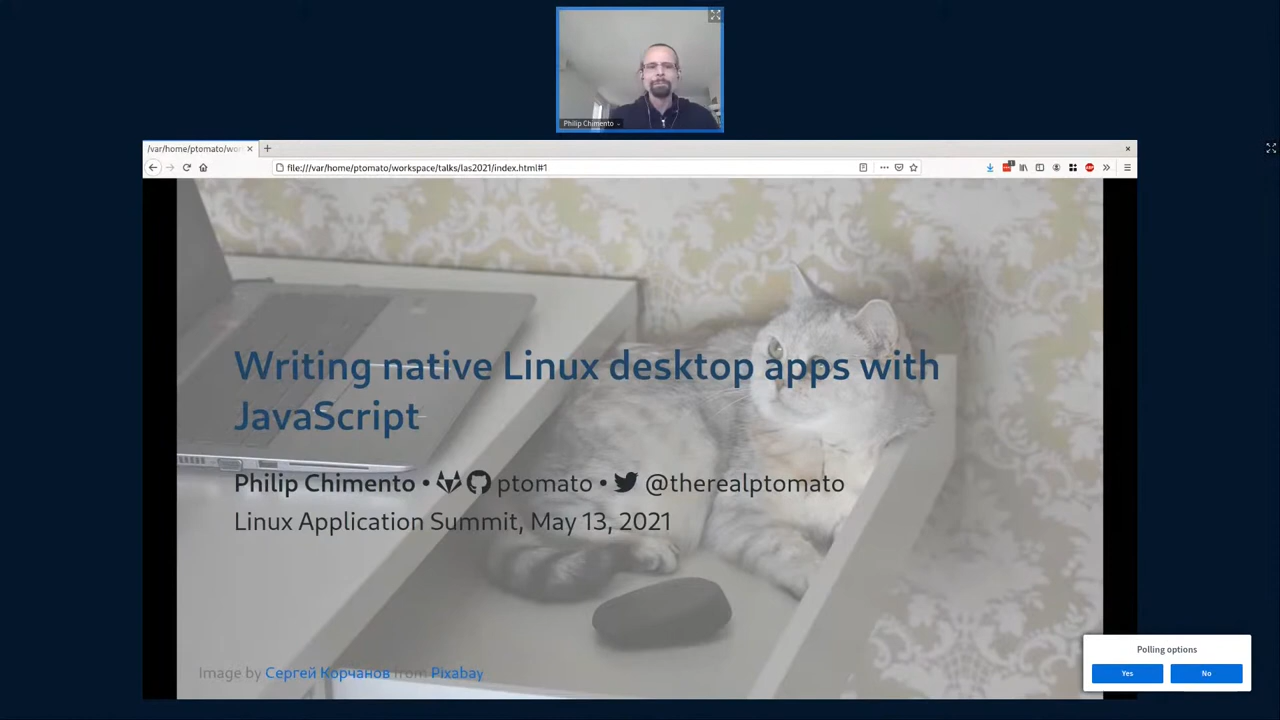 Philip Chimento
/var/home/ptomato/wor
file:///var/home/ptomato/workspace/talks/las2021/index.html#1
Writing native Linux desktop apps with
JavaScript
Philip Chimento • ptomato • @therealptomato
Linux Application Summit, May 13, 2021
Image by Сергей Корчанов from Pixabay
Polling options
Yes No